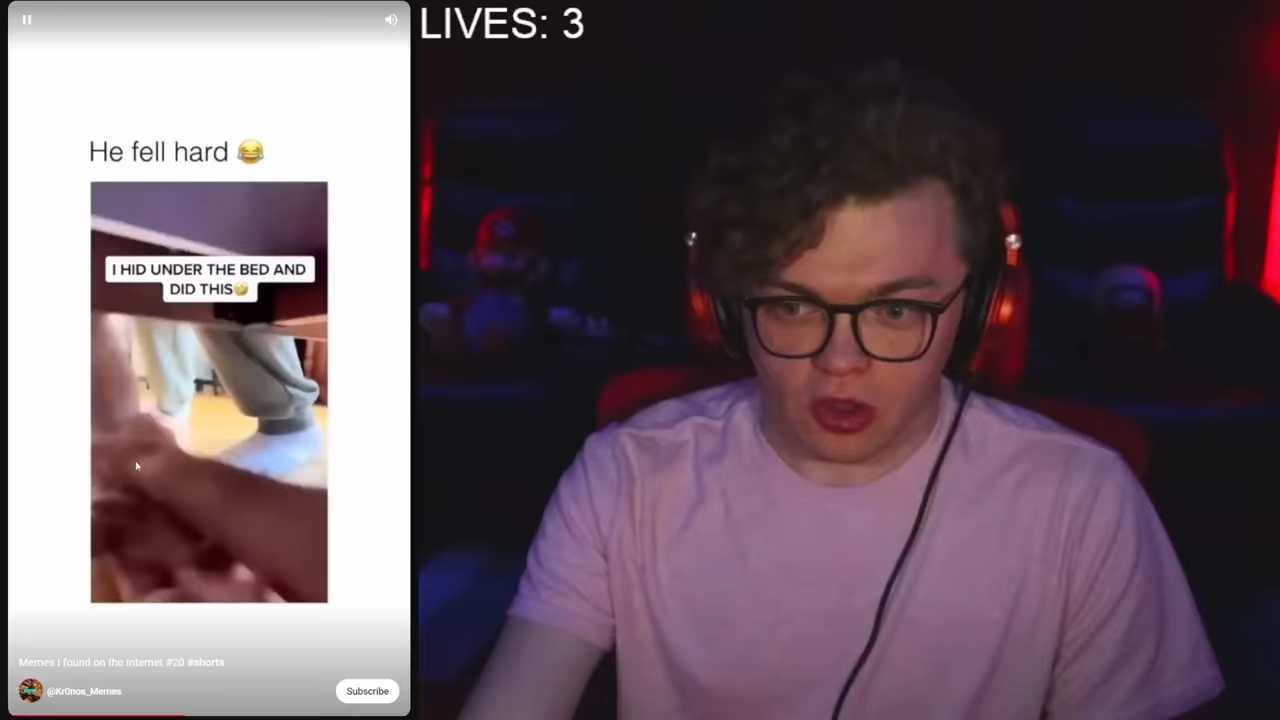 LIVES: 3
He fell hard 😂
I HID UNDER THE BED AND
DID THIS🤣
Memes I found on the internet #20 #shorts
@Kr0nos_Memes
Subscribe